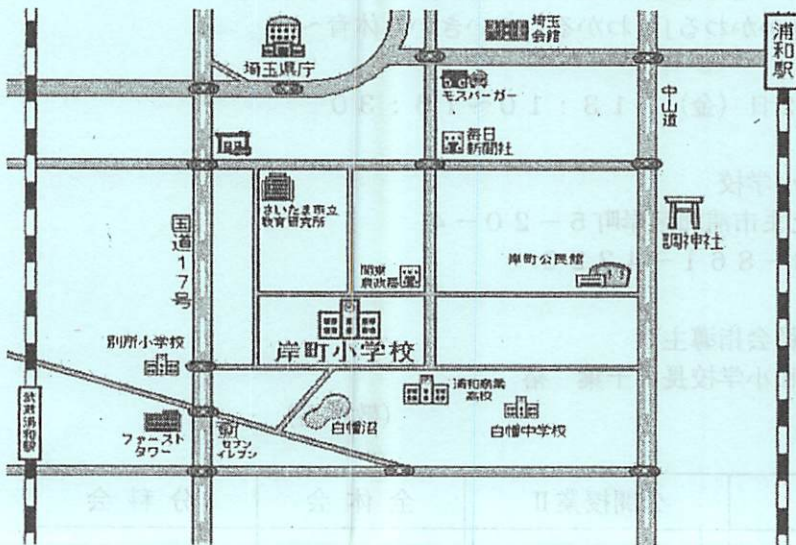 埼玉県庁
埼玉
会館
浦和駅
モスバーガー
中山道
毎日
新聞社
さいたま市立
教育研究所
国道17号
調神社
関東
農政局
岸町公民館
岸町小学校
別所小学校
浦和商業
高校
白幡中学校
武蔵浦和駅
ファースト
タワー
セブン
イレブン
白幡沼